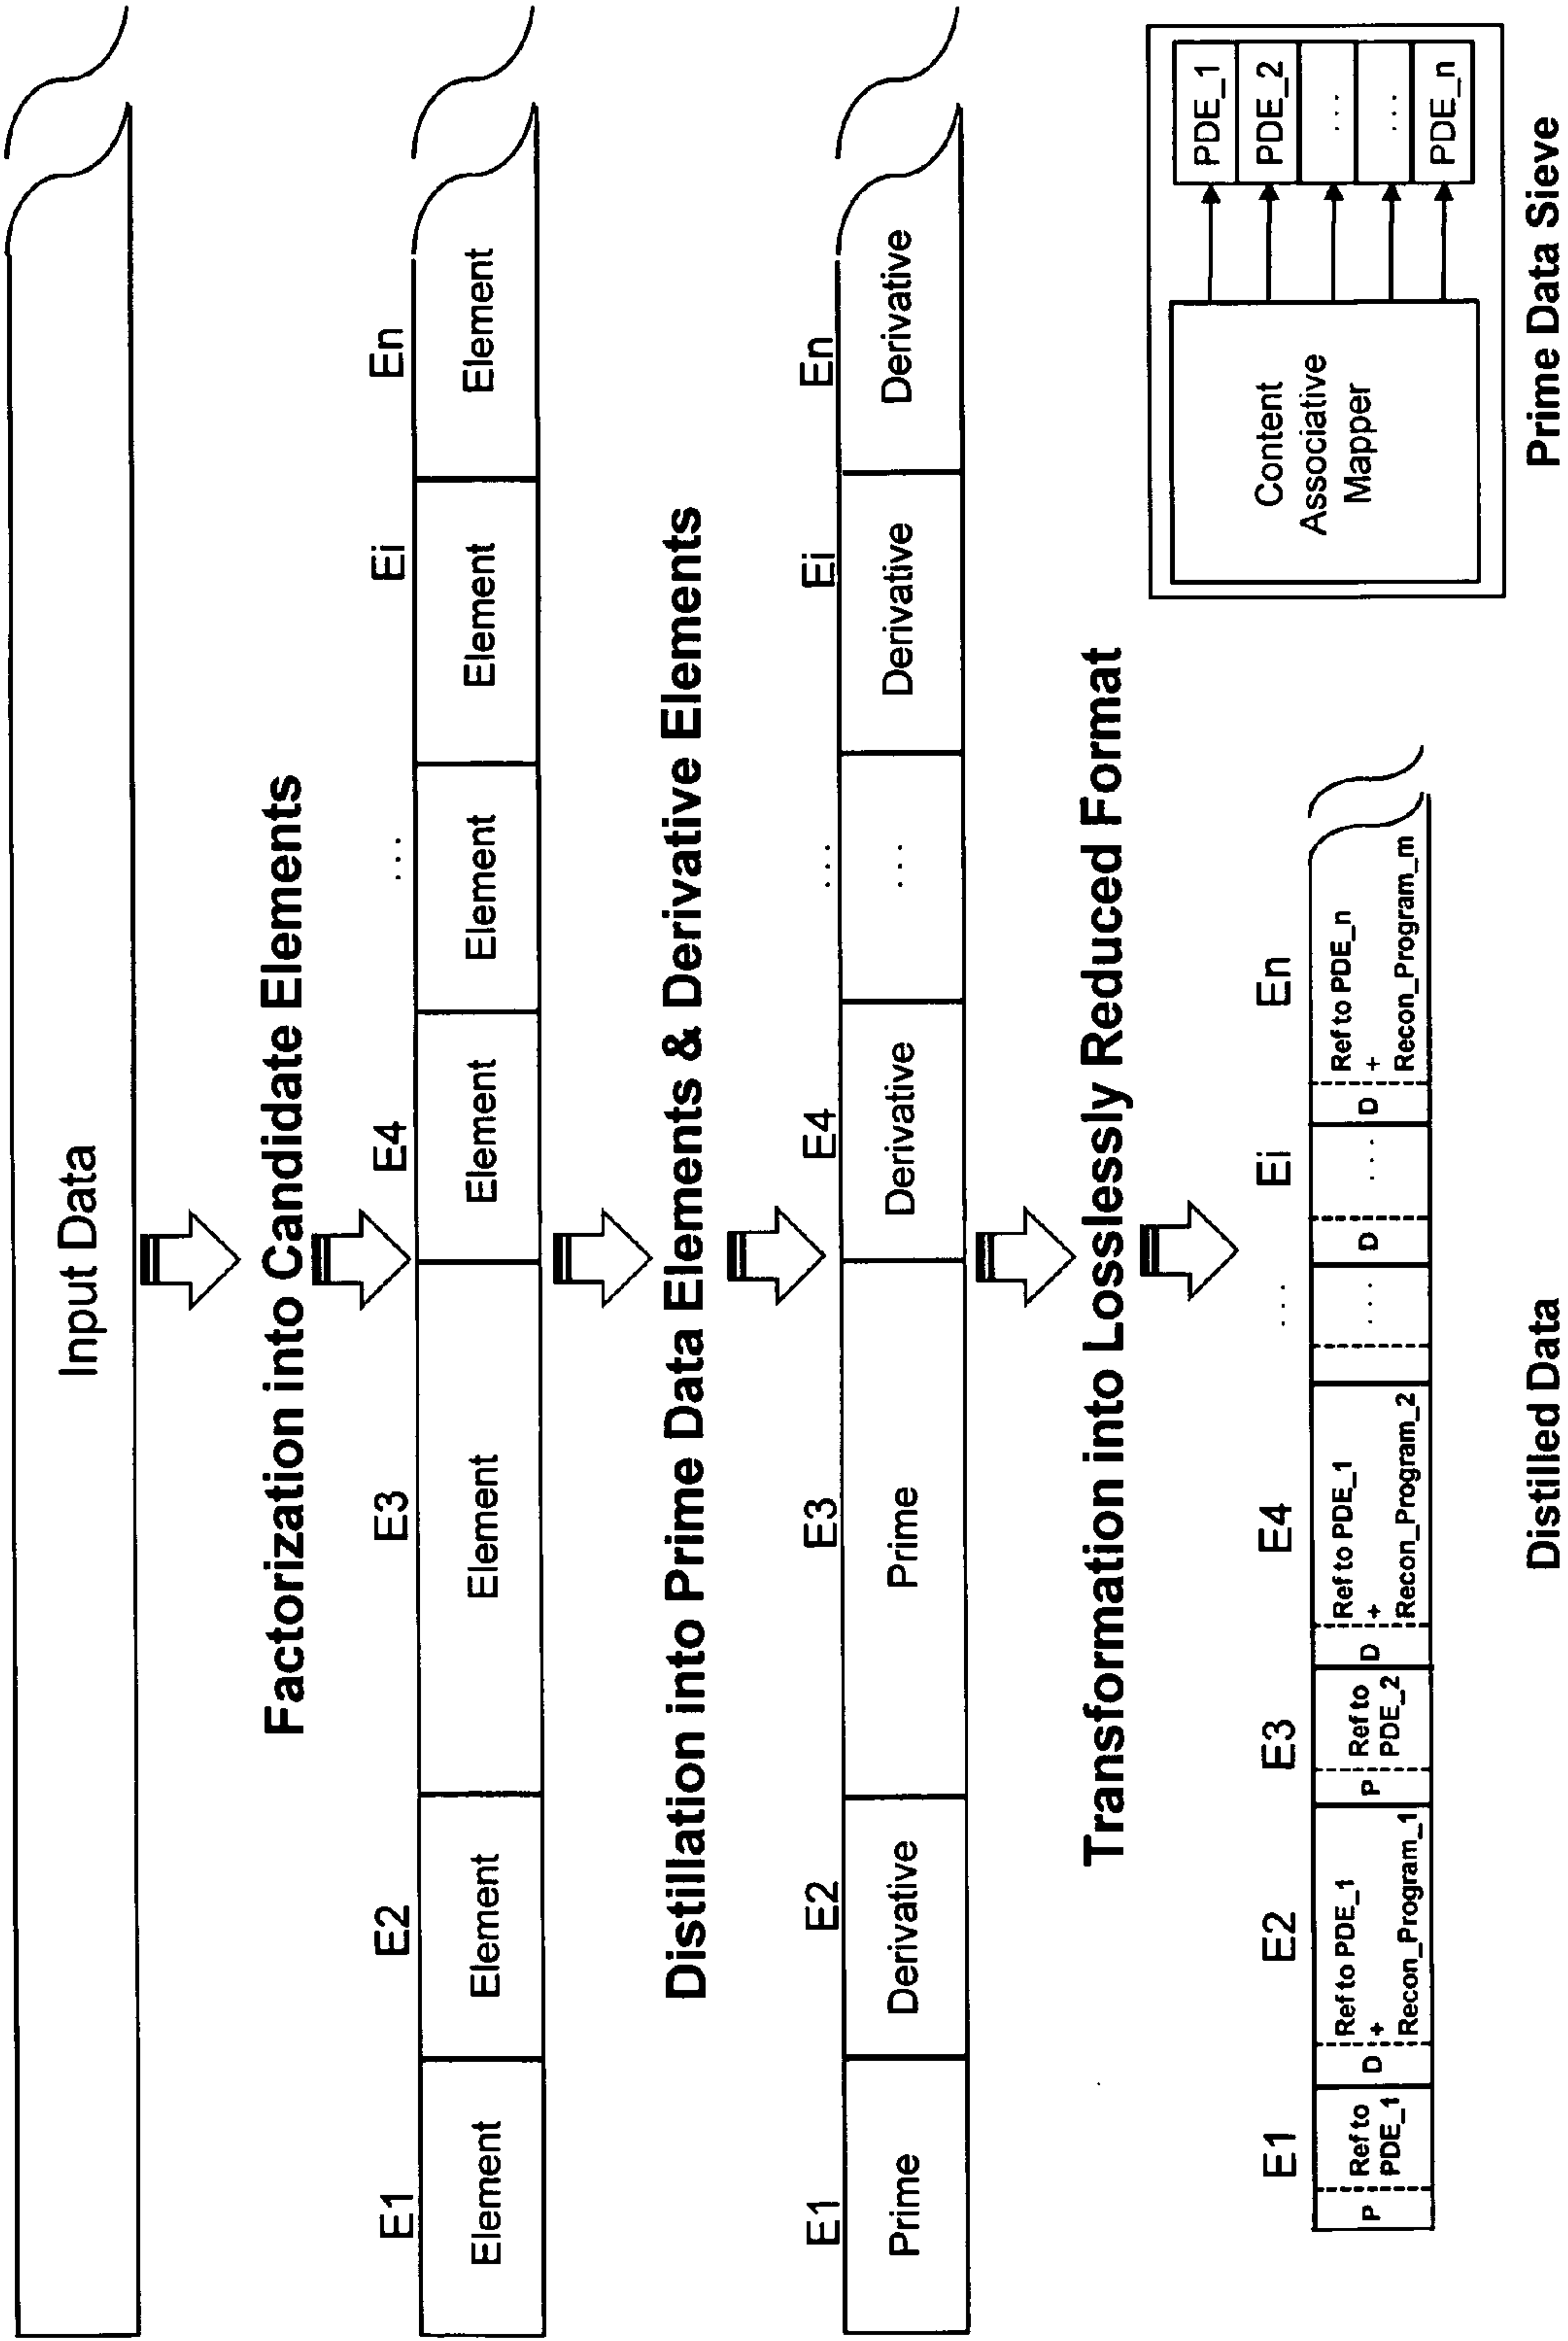 Input Data
Factorization into Candidate Elements
E1 E2 E3 E4 ... Ei En
Element Element Element Element Element Element Element
Distillation into Prime Data Elements & Derivative Elements
E1 E2 E3 E4 ... Ei En
Prime Derivative Prime Derivative ... Derivative Derivative
Transformation into Losslessly Reduced Format
E1 E2 E3 E4 ... Ei En
P Ref to
PDE_1
D Ref to PDE_1
+
Recon_Program_1
P Ref to
PDE_2
D Ref to PDE_1
+
Recon_Program_2
...
D ...
D Ref to PDE_n
+
Recon_Program_m
Distilled Data
Content
Associative
Mapper
PDE_1
PDE_2
...
...
PDE_n
Prime Data Sieve